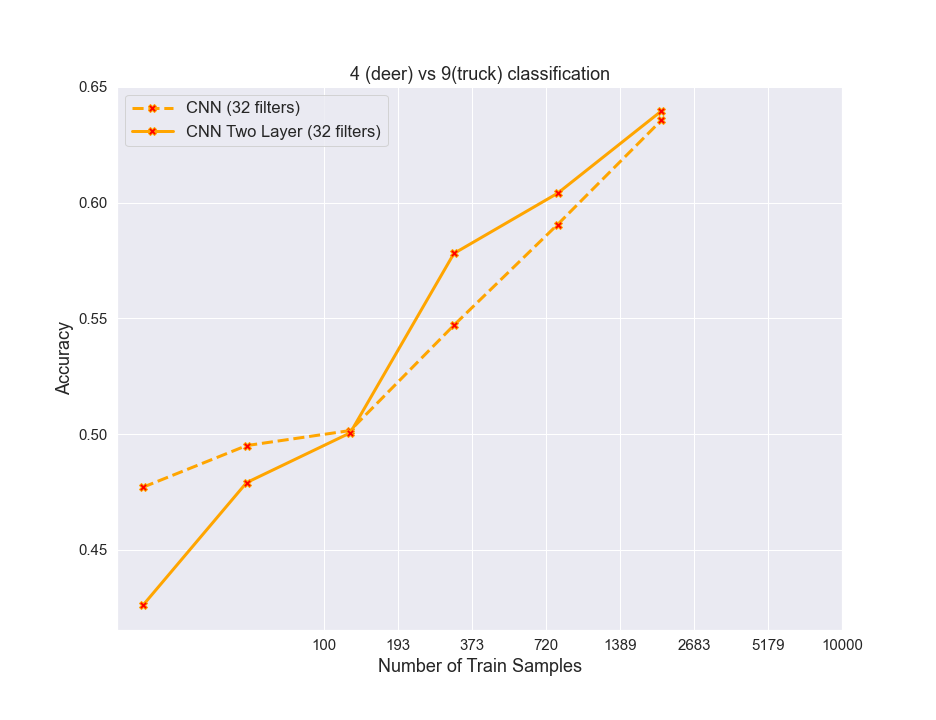 4 (deer) vs 9(truck) classification
CNN (32 filters)
CNN Two Layer (32 filters)
Accuracy
0.65
0.60
0.55
0.50
0.45
100 193 373 720 1389 2683 5179 10000
Number of Train Samples